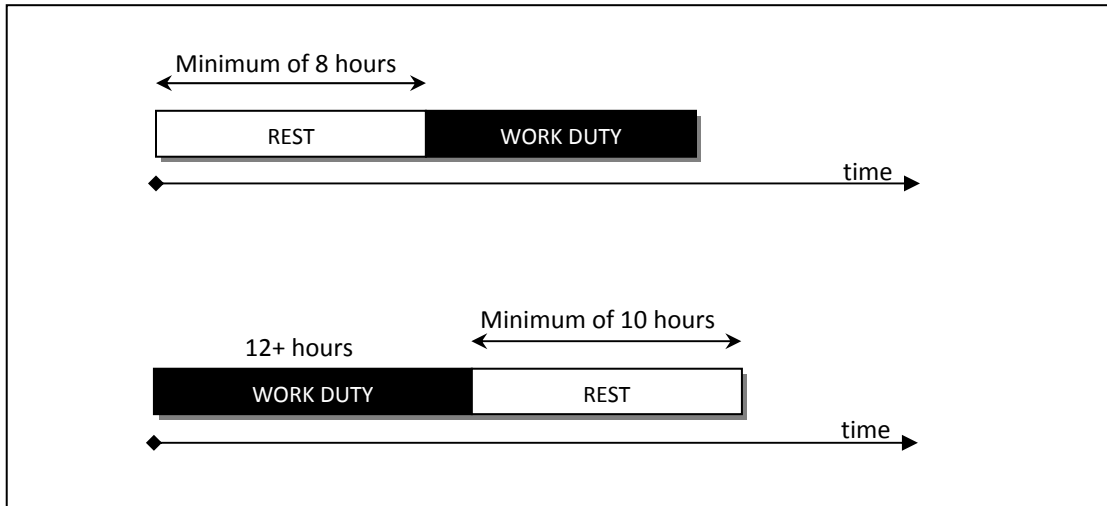 Minimum of 8 hours
REST WORK DUTY
time
Minimum of 10 hours
12+ hours
WORK DUTY REST
time